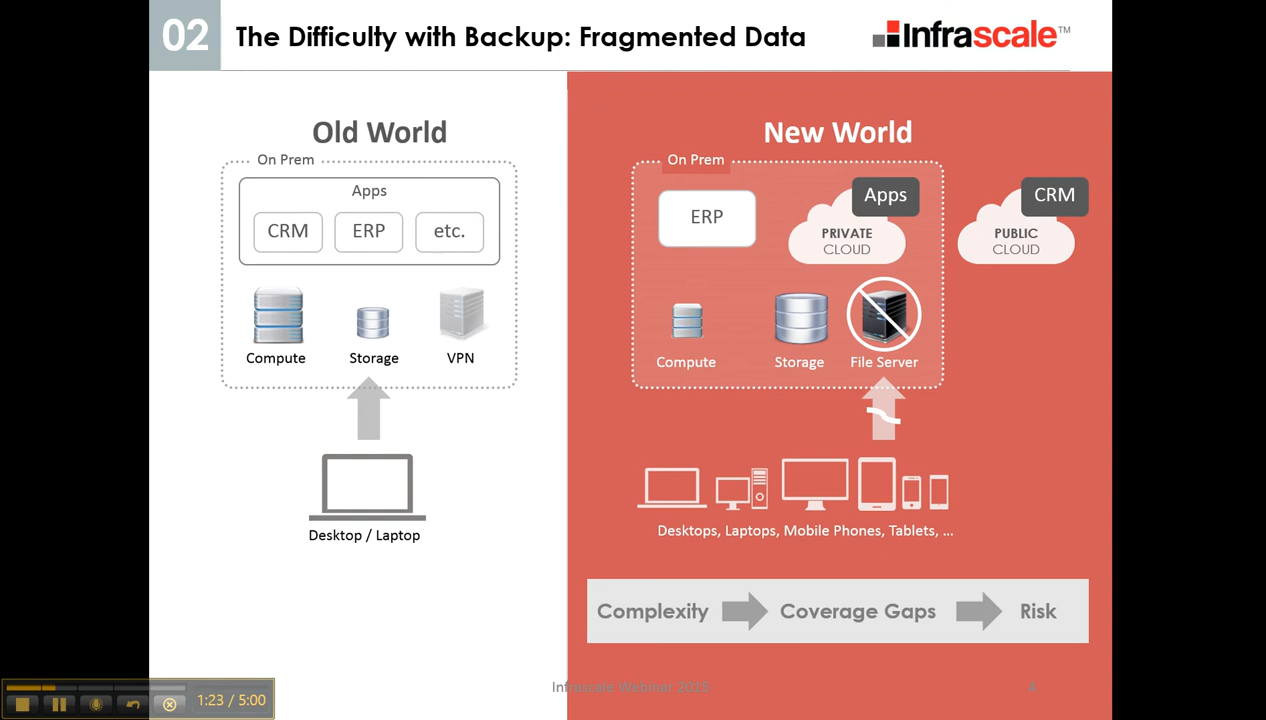 02
The Difficulty with Backup: Fragmented Data
Infrascale™
Old World
On Prem
Apps
CRM
ERP
etc.
Compute
Storage
VPN
Desktop / Laptop
New World
On Prem
ERP
Apps
PRIVATE
CLOUD
CRM
PUBLIC
CLOUD
Compute
Storage
File Server
Desktops, Laptops, Mobile Phones, Tablets, ...
Complexity
Coverage Gaps
Risk
Infrascale Webinar 2015
4
1:23 / 5:00